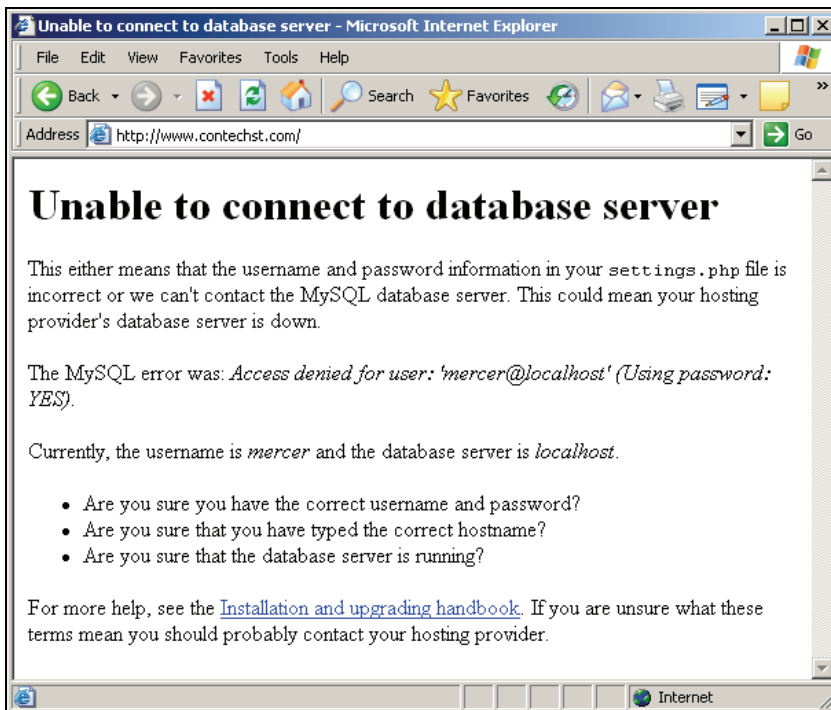 Unable to connect to database server - Microsoft Internet Explorer
File Edit View Favorites Tools Help
Back Search Favorites »
Address http://www.contechst.com/ Go
Unable to connect to database server
This either means that the username and password information in your settings.php file is
incorrect or we can't contact the MySQL database server. This could mean your hosting
provider's database server is down.
The MySQL error was: Access denied for user: 'mercer@localhost' (Using password:
YES).
Currently, the username is mercer and the database server is localhost.
• Are you sure you have the correct username and password?
• Are you sure that you have typed the correct hostname?
• Are you sure that the database server is running?
For more help, see the Installation and upgrading handbook. If you are unsure what these
terms mean you should probably contact your hosting provider.
Internet